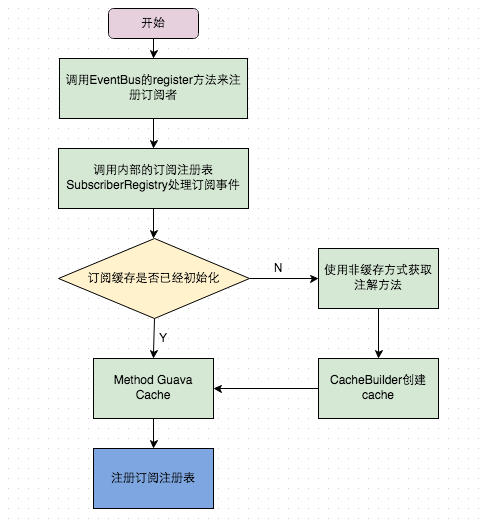 开始
调用EventBus的register方法来注
册订阅者
调用内部的订阅注册表
SubscriberRegistry处理订阅事件
订阅缓存是否已经初始化
N
使用非缓存方式获取
注解方法
Y
Method Guava
Cache
CacheBuilder创建
cache
注册订阅注册表